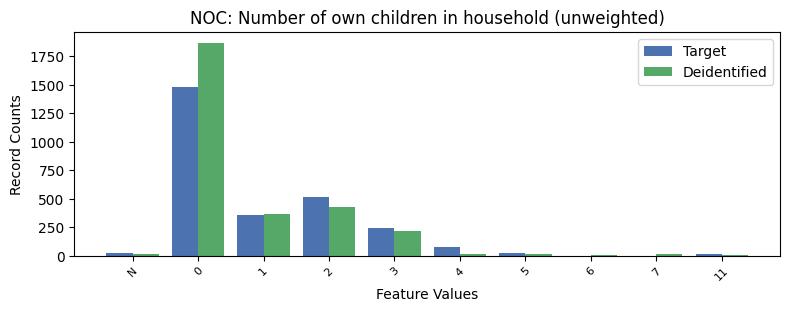 NOC: Number of own children in household (unweighted)
Target
Deidentified
Record Counts
1750
1500
1250
1000
750
500
250
0
N 0 1 2 3 4 5 6 7 11
Feature Values